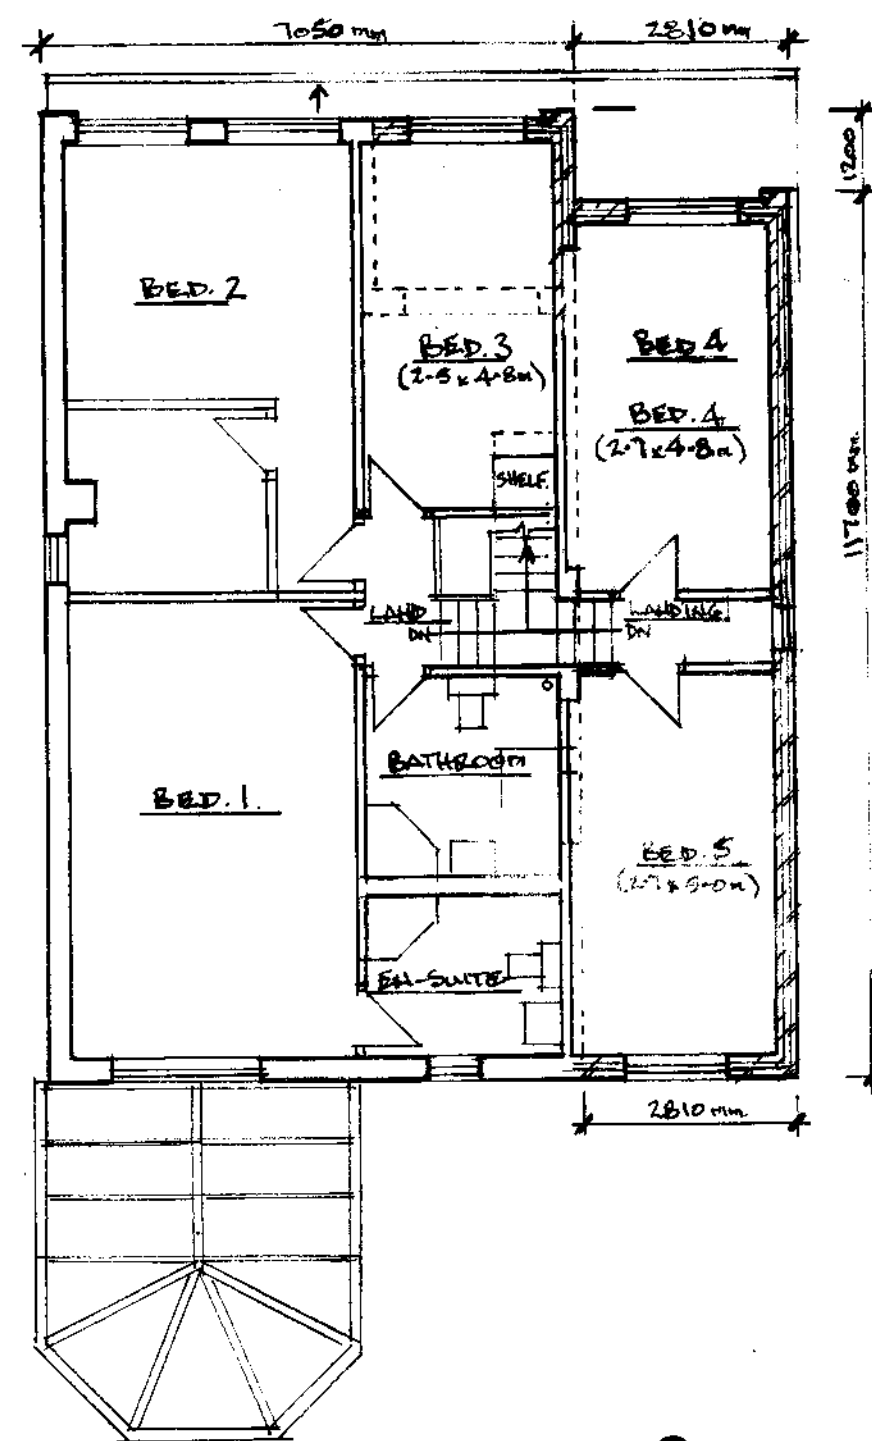 7050 mm
2810 mm
1200
11700 mm
BED. 2
BED. 3
(2.5 x 4.8m)
BED 4
BED. 4
(2.7 x 4.8m)
SHELF
LAND
DN
LANDING
DN
BATHROOM
BED. 1.
BED. 5
(2.7 x 5.0m)
EN-SUITE
2810 mm